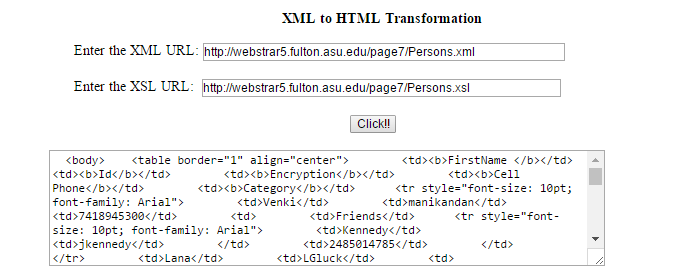 XML to HTML Transformation
Enter the XML URL: http://webstrar5.fulton.asu.edu/page7/Persons.xml
Enter the XSL URL: http://webstrar5.fulton.asu.edu/page7/Persons.xsl
Click!!
<body> <table border="1" align="center"> <td><b>FirstName </b></td>
<td><b>Id</b></td> <td><b>Encryption</b></td> <td><b>Cell
Phone</b></td> <td><b>Category</b></td> <tr style="font-size: 10pt;
font-family: Arial"> <td>Venki</td> <td>manikandan</td>
<td>7418945300</td> <td> <td>Friends</td> <tr style="font-
size: 10pt; font-family: Arial"> <td>Kennedy</td>
<td>jkennedy</td> </td> <td>2485014785</td> </td>
</tr> <td>Lana</td> <td>LGluck</td> <td>